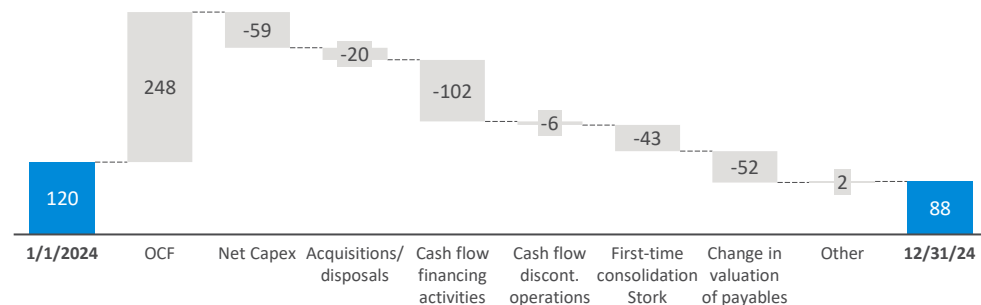 248
-59
-20
-102
-6
-43
-52
2
120
88
1/1/2024
OCF
Net Capex
Acquisitions/
disposals
Cash flow
financing
activities
Cash flow
discont.
operations
First-time
consolidation
Stork
Change in
valuation
of payables
Other
12/31/24